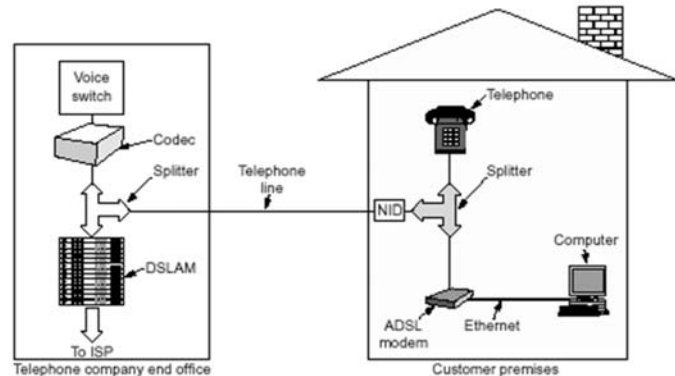 Voice
switch
Codec
Splitter
Telephone
line
DSLAM
To ISP
Telephone company end office
Telephone
NID
Splitter
Computer
ADSL
modem
Ethernet
Customer premises